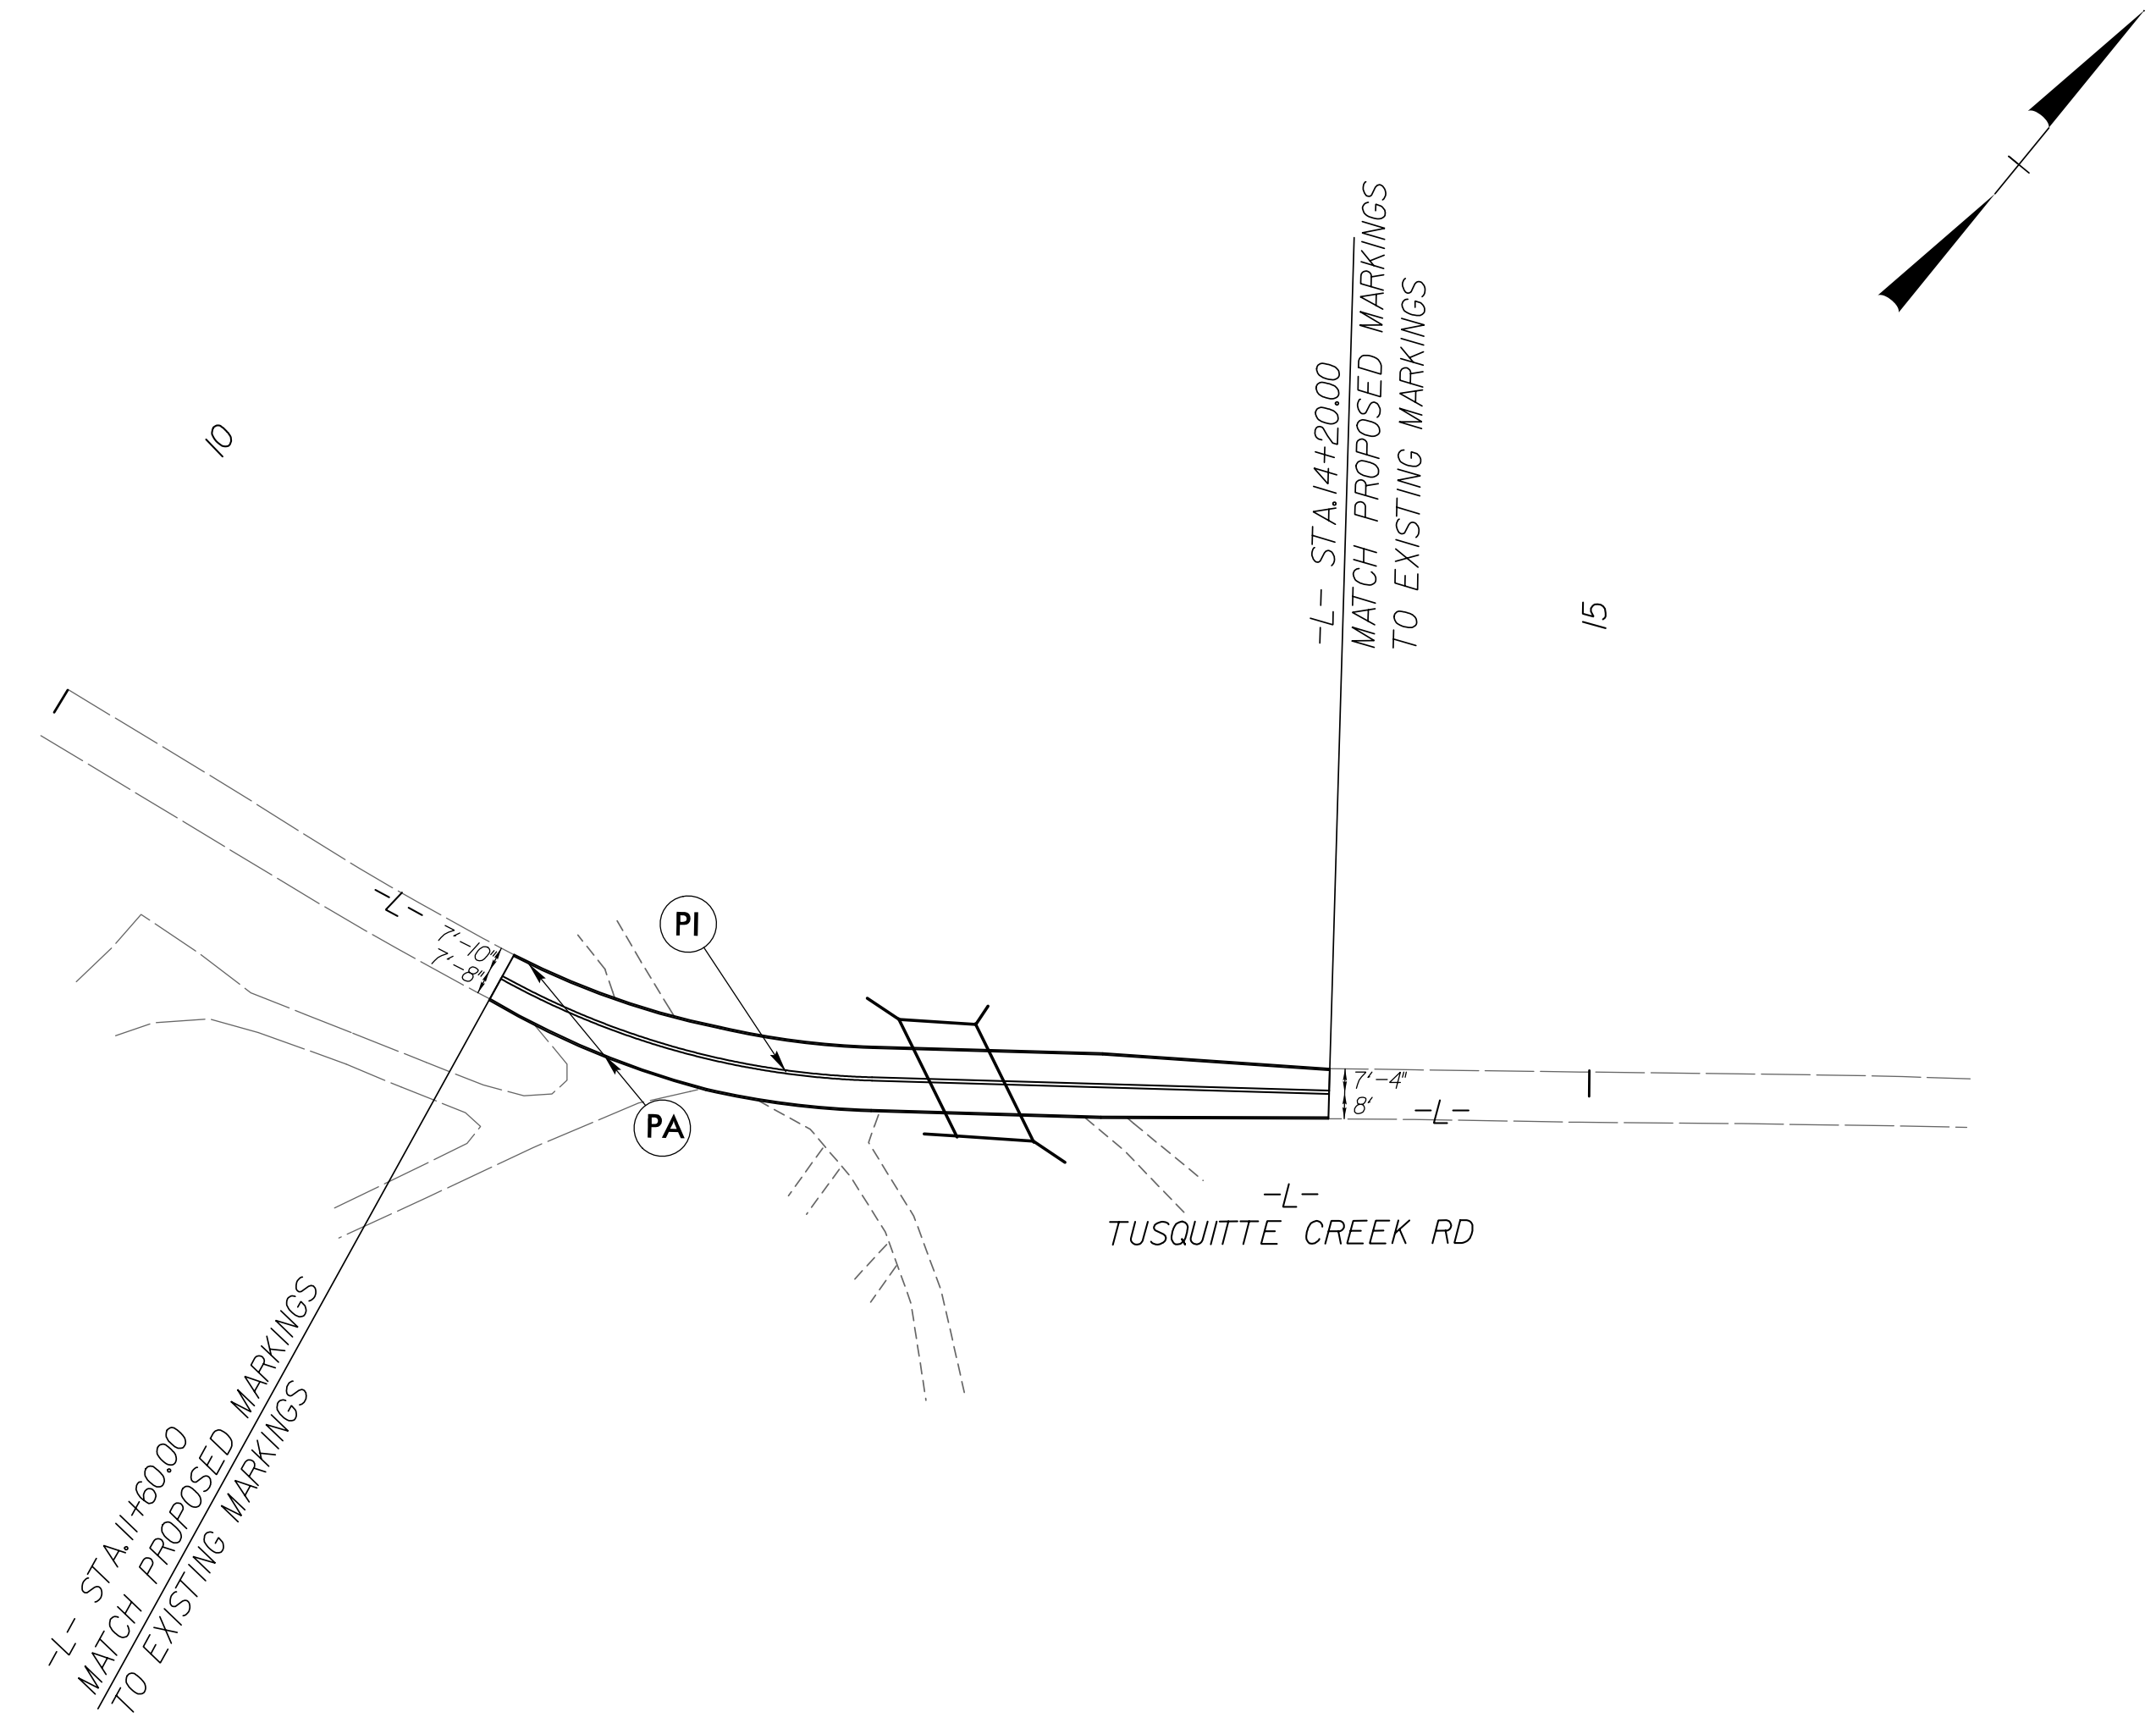 10
-L- STA.14+20.00
MATCH PROPOSED MARKINGS
TO EXISTING MARKINGS
15
-L-
7'-10"
7'-8"
PI
PA
7'-4"
8'
-L-
-L-
TUSQUITTE CREEK RD
-L- STA.11+60.00
MATCH PROPOSED MARKINGS
TO EXISTING MARKINGS